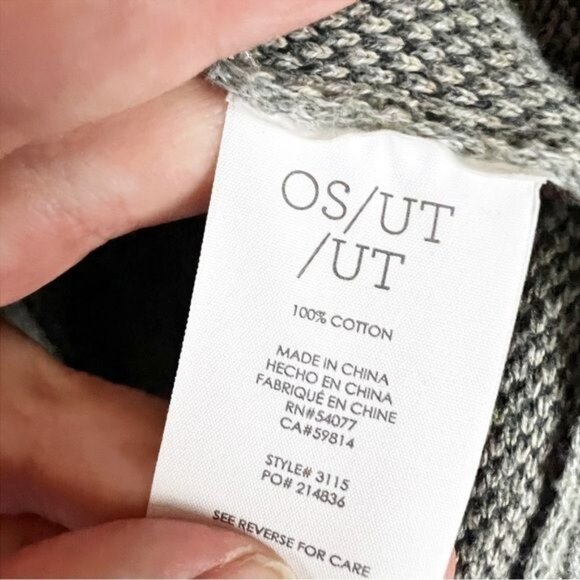 OS/UT
/UT
100% COTTON
MADE IN CHINA
HECHO EN CHINA
FABRIQUÉ EN CHINE
RN#54077
CA#59814
STYLE# 3115
PO# 214836
SEE REVERSE FOR CARE